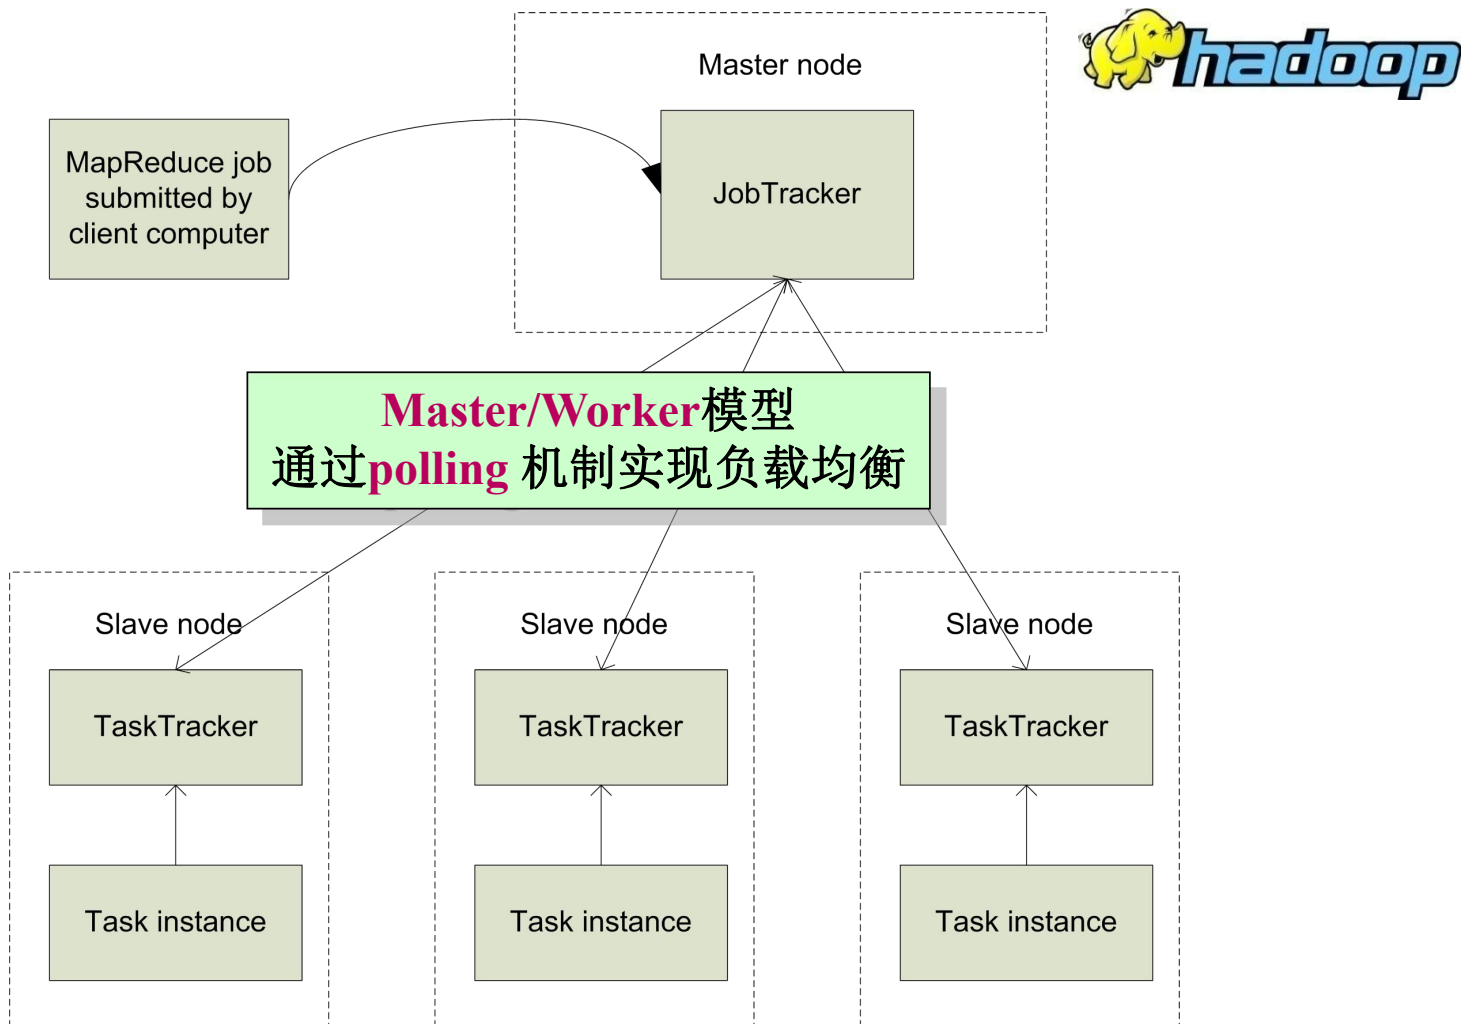 hadoop
Master node
MapReduce job
submitted by
client computer
JobTracker
Master/Worker模型
通过polling 机制实现负载均衡
Slave node
Slave node
Slave node
TaskTracker
TaskTracker
TaskTracker
Task instance
Task instance
Task instance